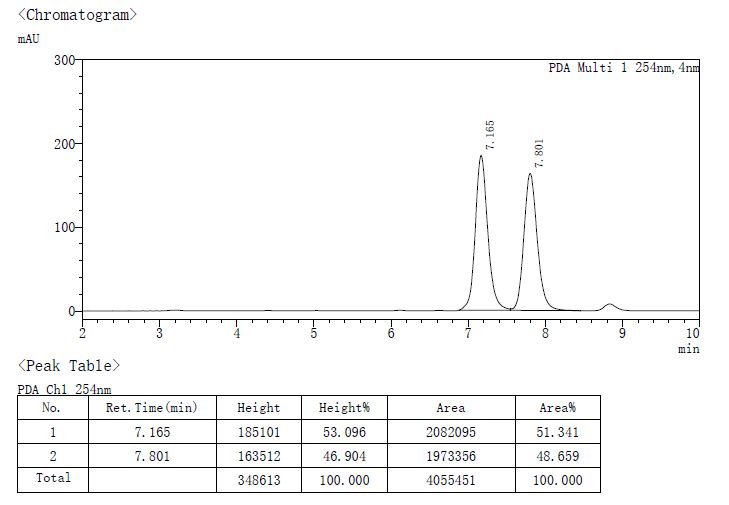 <Chromatogram>
mAU
PDA Multi 1 254nm,4nm
300
200
100
0
7.165
7.801
2 3 4 5 6 7 8 9 10
min
<Peak Table>
PDA Ch1 254nm
No. Ret.Time(min) Height Height% Area Area%
1 7.165 185101 53.096 2082095 51.341
2 7.801 163512 46.904 1973356 48.659
Total 348613 100.000 4055451 100.000